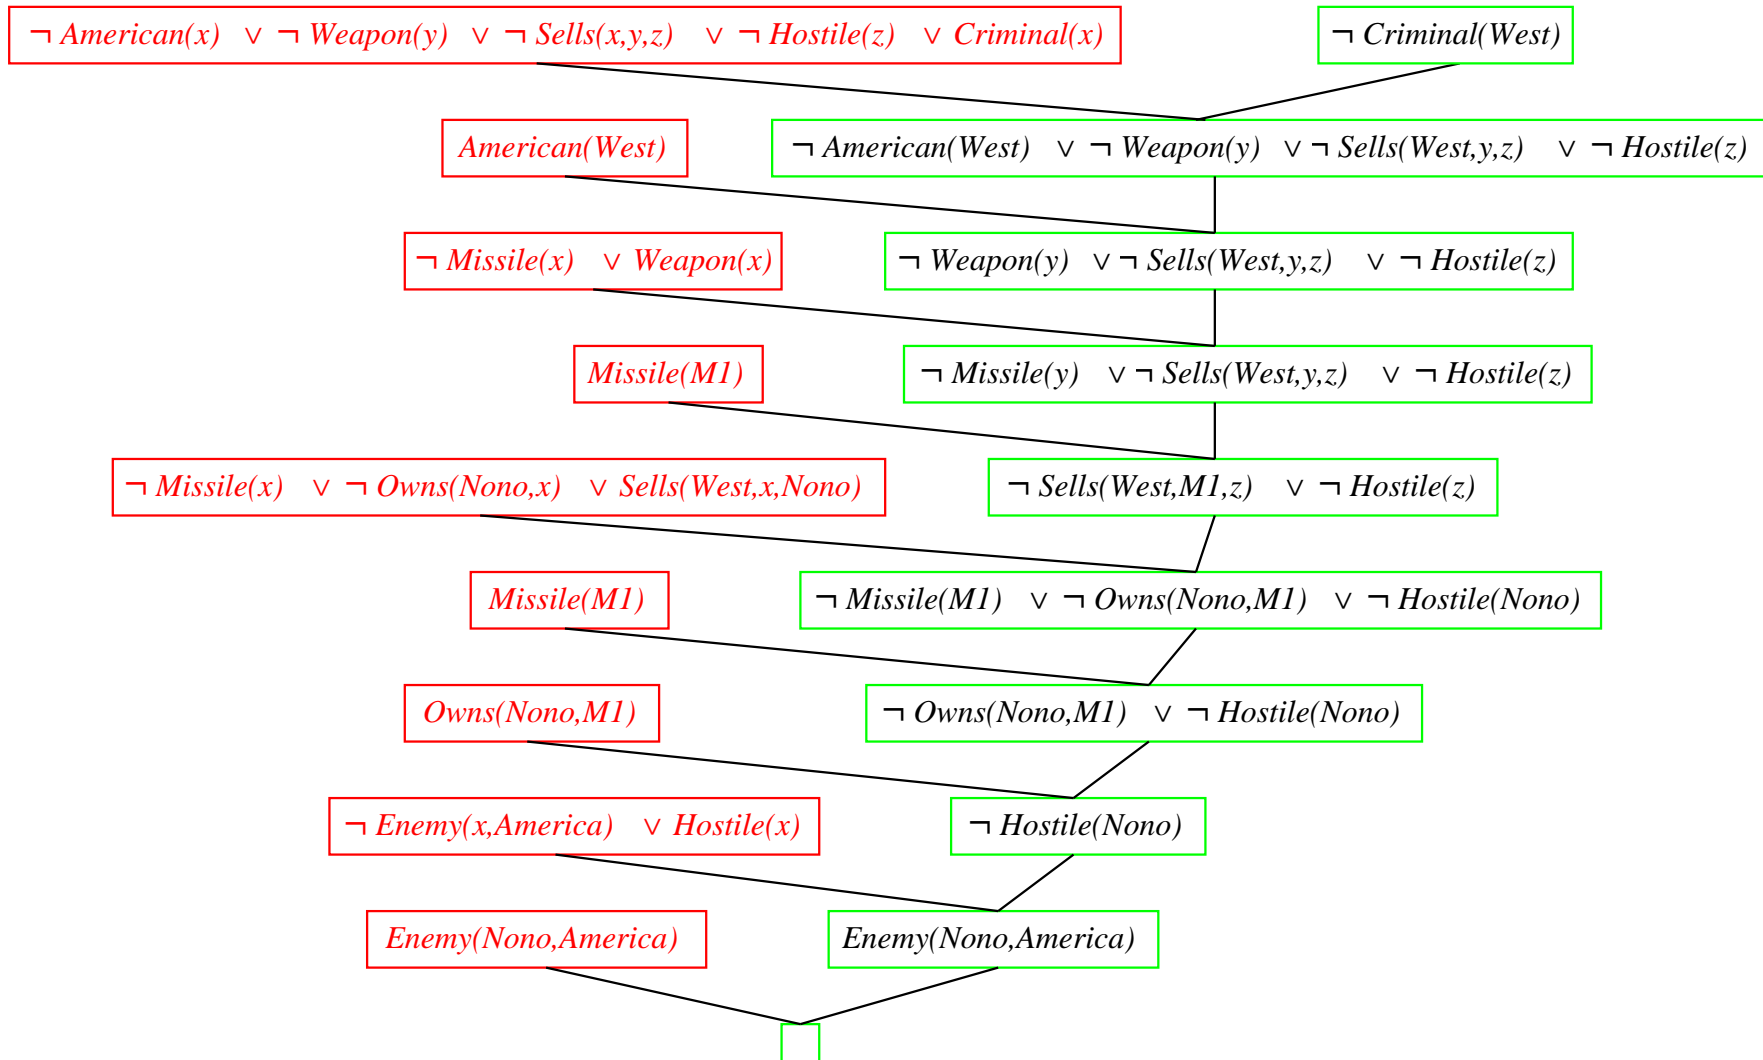 ¬ American(x) ∨ ¬ Weapon(y) ∨ ¬ Sells(x,y,z) ∨ ¬ Hostile(z) ∨ Criminal(x)
¬ Criminal(West)
American(West)
¬ American(West) ∨ ¬ Weapon(y) ∨ ¬ Sells(West,y,z) ∨ ¬ Hostile(z)
¬ Missile(x) ∨ Weapon(x)
¬ Weapon(y) ∨ ¬ Sells(West,y,z) ∨ ¬ Hostile(z)
Missile(M1)
¬ Missile(y) ∨ ¬ Sells(West,y,z) ∨ ¬ Hostile(z)
¬ Missile(x) ∨ ¬ Owns(Nono,x) ∨ Sells(West,x,Nono)
¬ Sells(West,M1,z) ∨ ¬ Hostile(z)
Missile(M1)
¬ Missile(M1) ∨ ¬ Owns(Nono,M1) ∨ ¬ Hostile(Nono)
Owns(Nono,M1)
¬ Owns(Nono,M1) ∨ ¬ Hostile(Nono)
¬ Enemy(x,America) ∨ Hostile(x)
¬ Hostile(Nono)
Enemy(Nono,America)
Enemy(Nono,America)